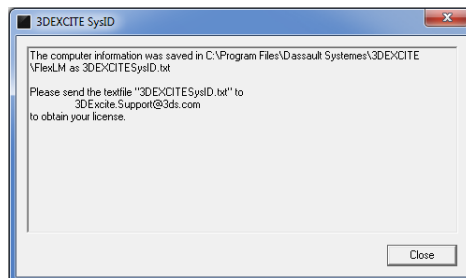 3DEXCITE SysID
The computer information was saved in C:\Program Files\Dassault Systemes\3DEXCITE
\FlexLM as 3DEXCITESysID.txt
Please send the textfile "3DEXCITESysID.txt" to
3DExcite.Support@3ds.com
to obtain your license.
Close